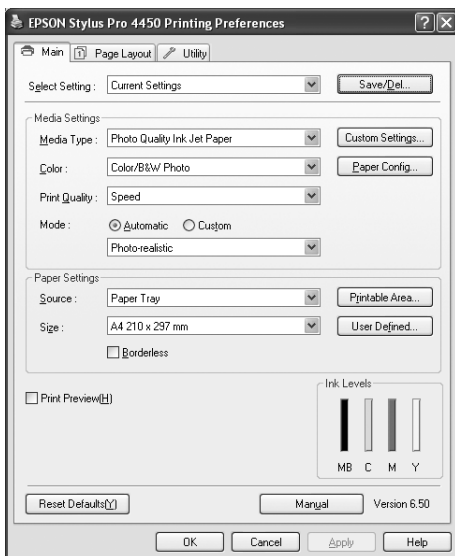 EPSON Stylus Pro 4450 Printing Preferences
Main Page Layout Utility
Select Setting : Current Settings Save/Del...
Media Settings
Media Type : Photo Quality Ink Jet Paper Custom Settings...
Color : Color/B&W Photo Paper Config...
Print Quality : Speed
Mode : Automatic Custom
Photo-realistic
Paper Settings
Source : Paper Tray Printable Area...
Size : A4 210 x 297 mm User Defined...
Borderless
Print Preview(H)
Ink Levels
MB C M Y
Reset Defaults(Y) Manual Version 6.50
OK Cancel Apply Help